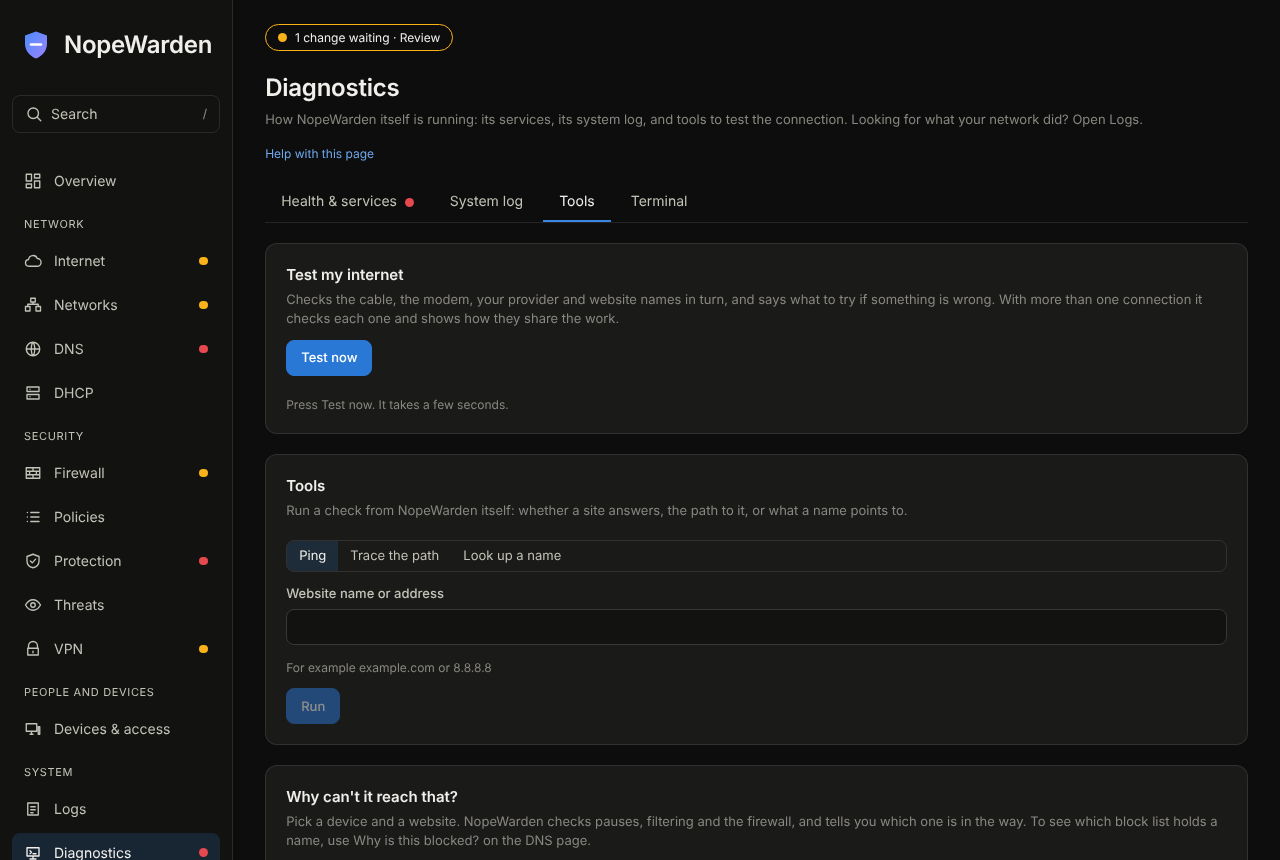 NopeWarden
Search /
Overview
NETWORK
Internet
Networks
DNS
DHCP
SECURITY
Firewall
Policies
Protection
Threats
VPN
PEOPLE AND DEVICES
Devices & access
SYSTEM
Logs
Diagnostics
1 change waiting · Review
Diagnostics
How NopeWarden itself is running: its services, its system log, and tools to test the connection. Looking for what your network did? Open Logs.
Help with this page
Health & services System log Tools Terminal
Test my internet
Checks the cable, the modem, your provider and website names in turn, and says what to try if something is wrong. With more than one connection it
checks each one and shows how they share the work.
Test now
Press Test now. It takes a few seconds.
Tools
Run a check from NopeWarden itself: whether a site answers, the path to it, or what a name points to.
Ping Trace the path Look up a name
Website name or address
For example example.com or 8.8.8.8
Run
Why can't it reach that?
Pick a device and a website. NopeWarden checks pauses, filtering and the firewall, and tells you which one is in the way. To see which block list holds a
name, use Why is this blocked? on the DNS page.